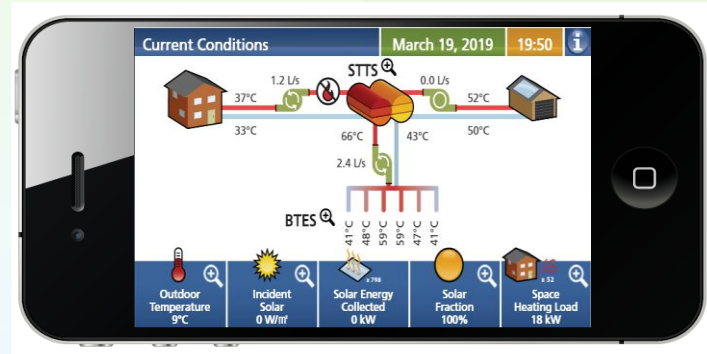 Current Conditions
March 19, 2019
19:50
i
STTS
1.2 L/s
0.0 L/s
37°C
52°C
33°C
50°C
66°C
43°C
2.4 L/s
BTES
41°C
48°C
59°C
59°C
47°C
41°C
Outdoor
Temperature
9°C
Incident
Solar
0 W/m²
x 798
Solar Energy
Collected
0 kW
Solar
Fraction
100%
x 52
Space
Heating Load
18 kW